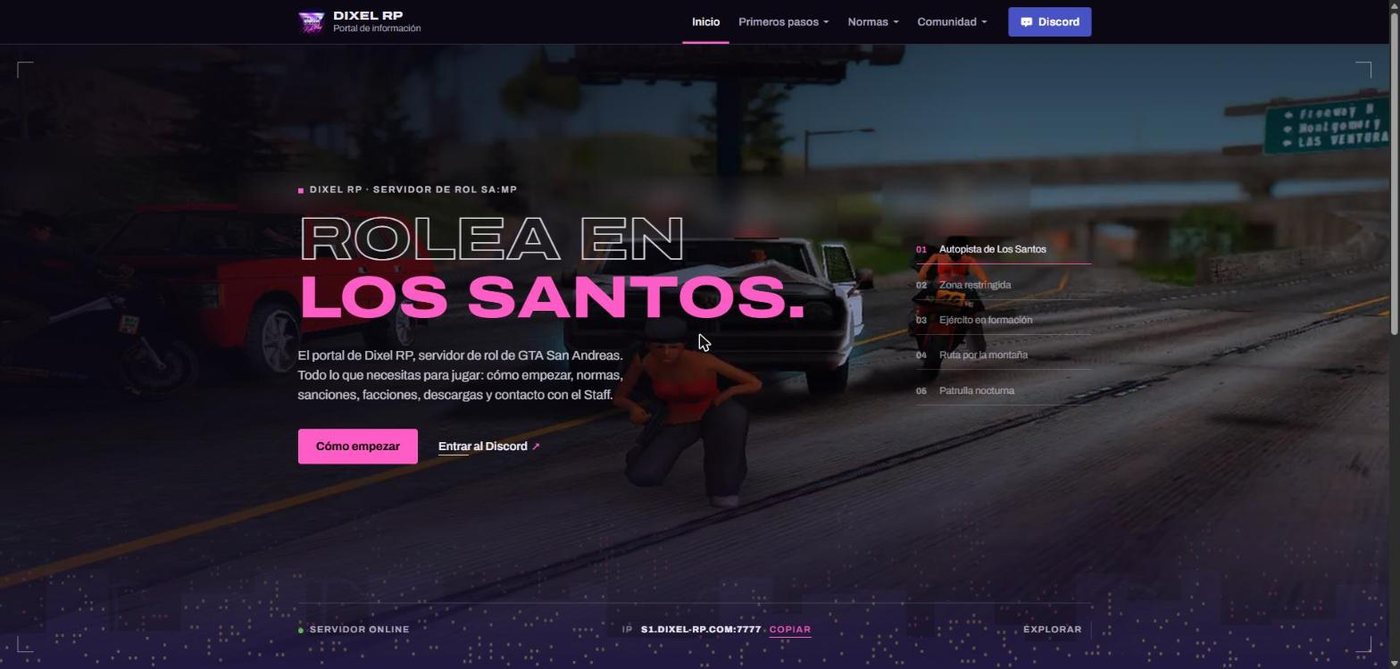 DIXEL RP
Portal de información
Inicio
Primeros pasos
Normas
Comunidad
Discord
Freeway N
Montgomery
LAS VENTURA
DIXEL RP · SERVIDOR DE ROL SA:MP
ROLEA EN
LOS SANTOS.
El portal de Dixel RP, servidor de rol de GTA San Andreas.
Todo lo que necesitas para jugar: cómo empezar, normas,
sanciones, facciones, descargas y contacto con el Staff.
Cómo empezar
Entrar al Discord ↗
01 Autopista de Los Santos
02 Zona restringida
03 Ejército en formación
04 Ruta por la montaña
05 Patrulla nocturna
SERVIDOR ONLINE
IP S1.DIXEL-RP.COM:7777 COPIAR
EXPLORAR